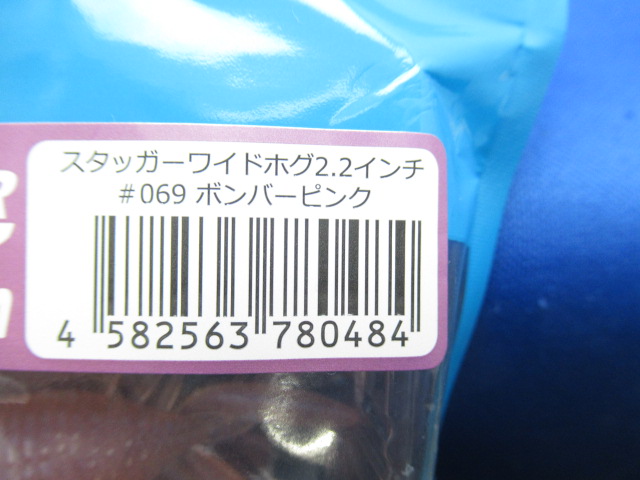 スタッガーワイドホグ2.2インチ
#069 ボンバーピンク
4 582563 780484